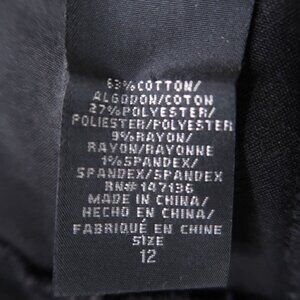 63% COTTON/
ALGODON/COTON
27% POLYESTER/
POLIESTER/POLYESTER
9% RAYON/
RAYON/RAYONNE
1% SPANDEX/
SPANDEX/SPANDEX
RN# 147136
MADE IN CHINA/
HECHO EN CHINA/
FABRIQUÉ EN CHINE
SIZE
12